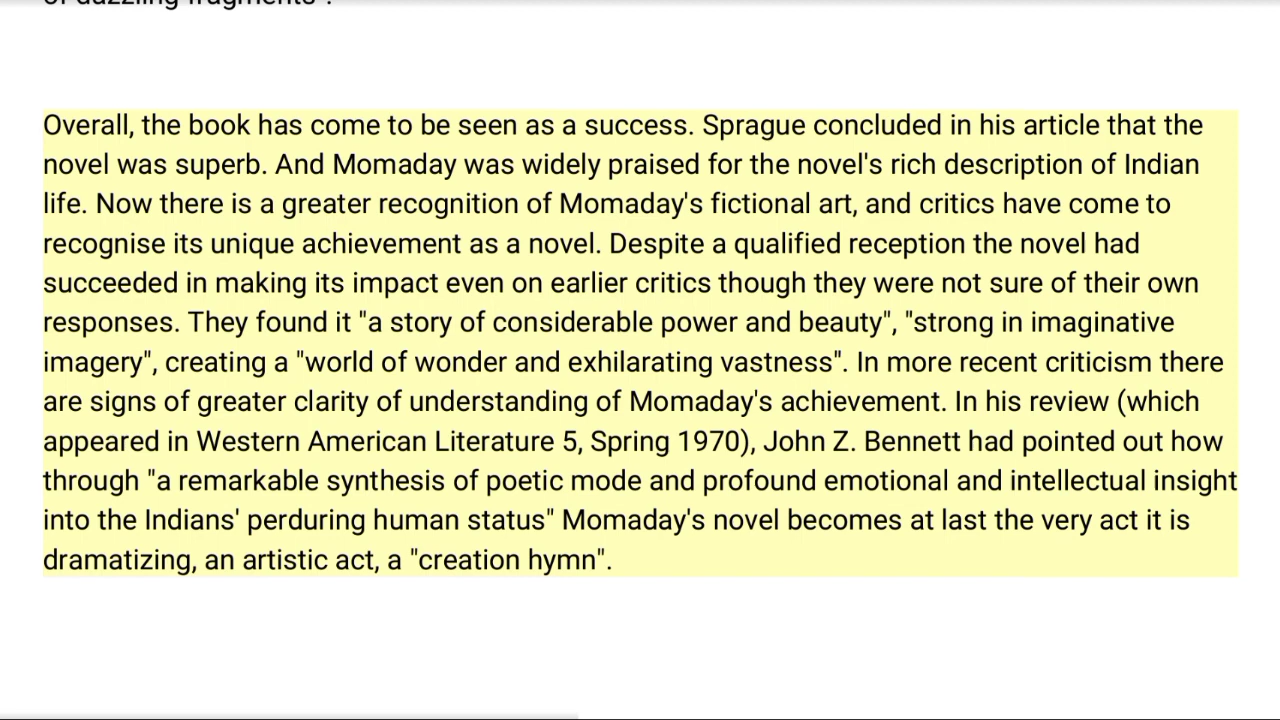 of dazzling fragments".
Overall, the book has come to be seen as a success. Sprague concluded in his article that the
novel was superb. And Momaday was widely praised for the novel's rich description of Indian
life. Now there is a greater recognition of Momaday's fictional art, and critics have come to
recognise its unique achievement as a novel. Despite a qualified reception the novel had
succeeded in making its impact even on earlier critics though they were not sure of their own
responses. They found it "a story of considerable power and beauty", "strong in imaginative
imagery", creating a "world of wonder and exhilarating vastness". In more recent criticism there
are signs of greater clarity of understanding of Momaday's achievement. In his review (which
appeared in Western American Literature 5, Spring 1970), John Z. Bennett had pointed out how
through "a remarkable synthesis of poetic mode and profound emotional and intellectual insight
into the Indians' perduring human status" Momaday's novel becomes at last the very act it is
dramatizing, an artistic act, a "creation hymn".